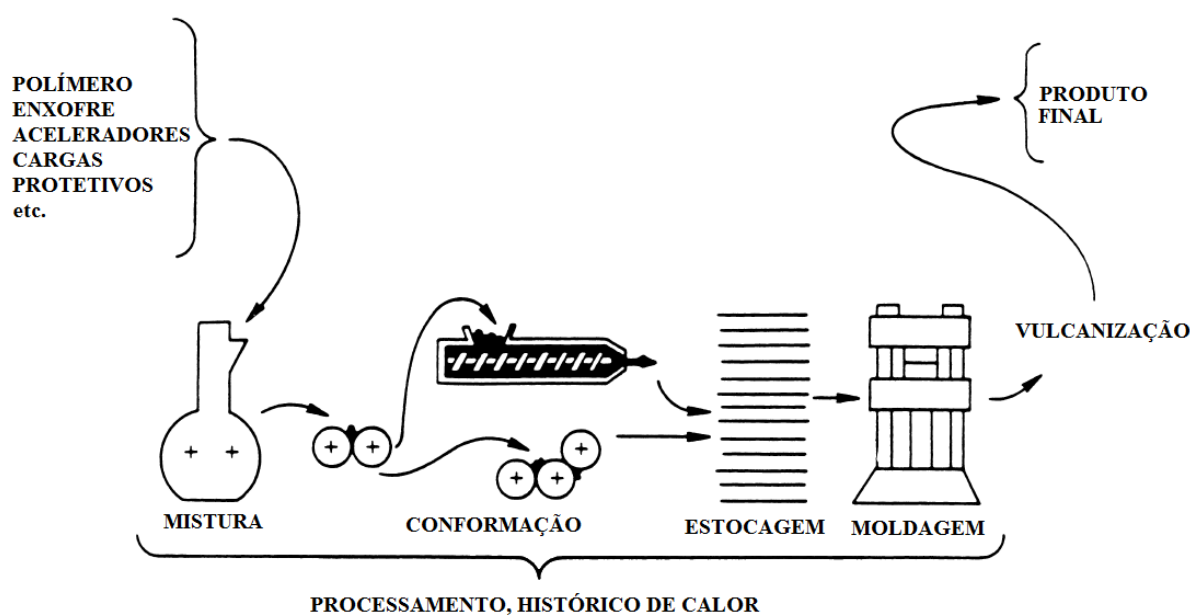 POLÍMERO
ENXOFRE
ACELERADORES
CARGAS
PROTETIVOS
etc.
PRODUTO
FINAL
VULCANIZAÇÃO
MISTURA
CONFORMAÇÃO
ESTOCAGEM
MOLDAGEM
PROCESSAMENTO, HISTÓRICO DE CALOR